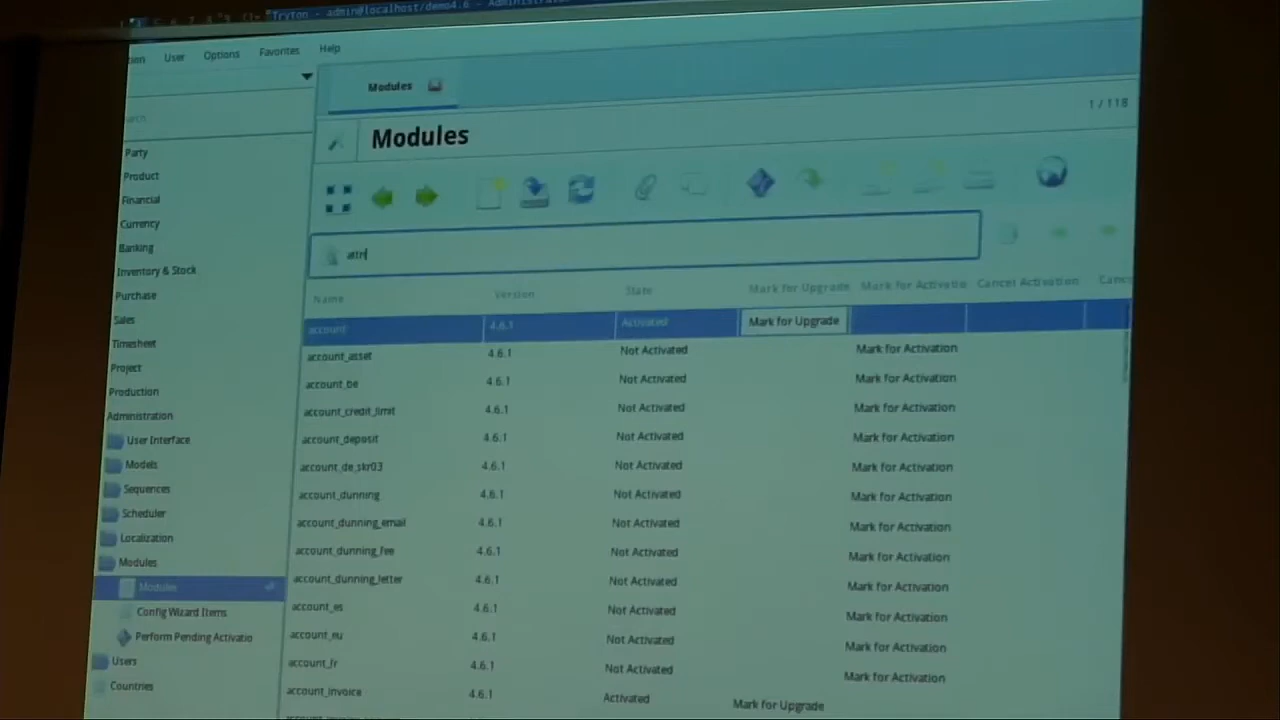 Tryton - admin@localhost/demo4.6 -
User Options Favorites Help
Modules
1 / 118
Modules
Party
Product
Financial
Currency
Banking
Inventory & Stock
Purchase
Sales
Timesheet
Project
Production
Administration
User Interface
Models
Sequences
Scheduler
Localization
Modules
Modules
Config Wizard Items
Perform Pending Activatio
Users
Countries
attri
Name Version State Mark for Upgrade Mark for Activatio Cancel Activation Cance
account 4.6.1 Activated Mark for Upgrade
account_asset 4.6.1 Not Activated Mark for Activation
account_be 4.6.1 Not Activated Mark for Activation
account_credit_limit 4.6.1 Not Activated Mark for Activation
account_deposit 4.6.1 Not Activated Mark for Activation
account_de_skr03 4.6.1 Not Activated Mark for Activation
account_dunning 4.6.1 Not Activated Mark for Activation
account_dunning_email 4.6.1 Not Activated Mark for Activation
account_dunning_fee 4.6.1 Not Activated Mark for Activation
account_dunning_letter 4.6.1 Not Activated Mark for Activation
account_es 4.6.1 Not Activated Mark for Activation
account_eu 4.6.1 Not Activated Mark for Activation
account_fr 4.6.1 Not Activated Mark for Activation
account_invoice 4.6.1 Activated Mark for Upgrade